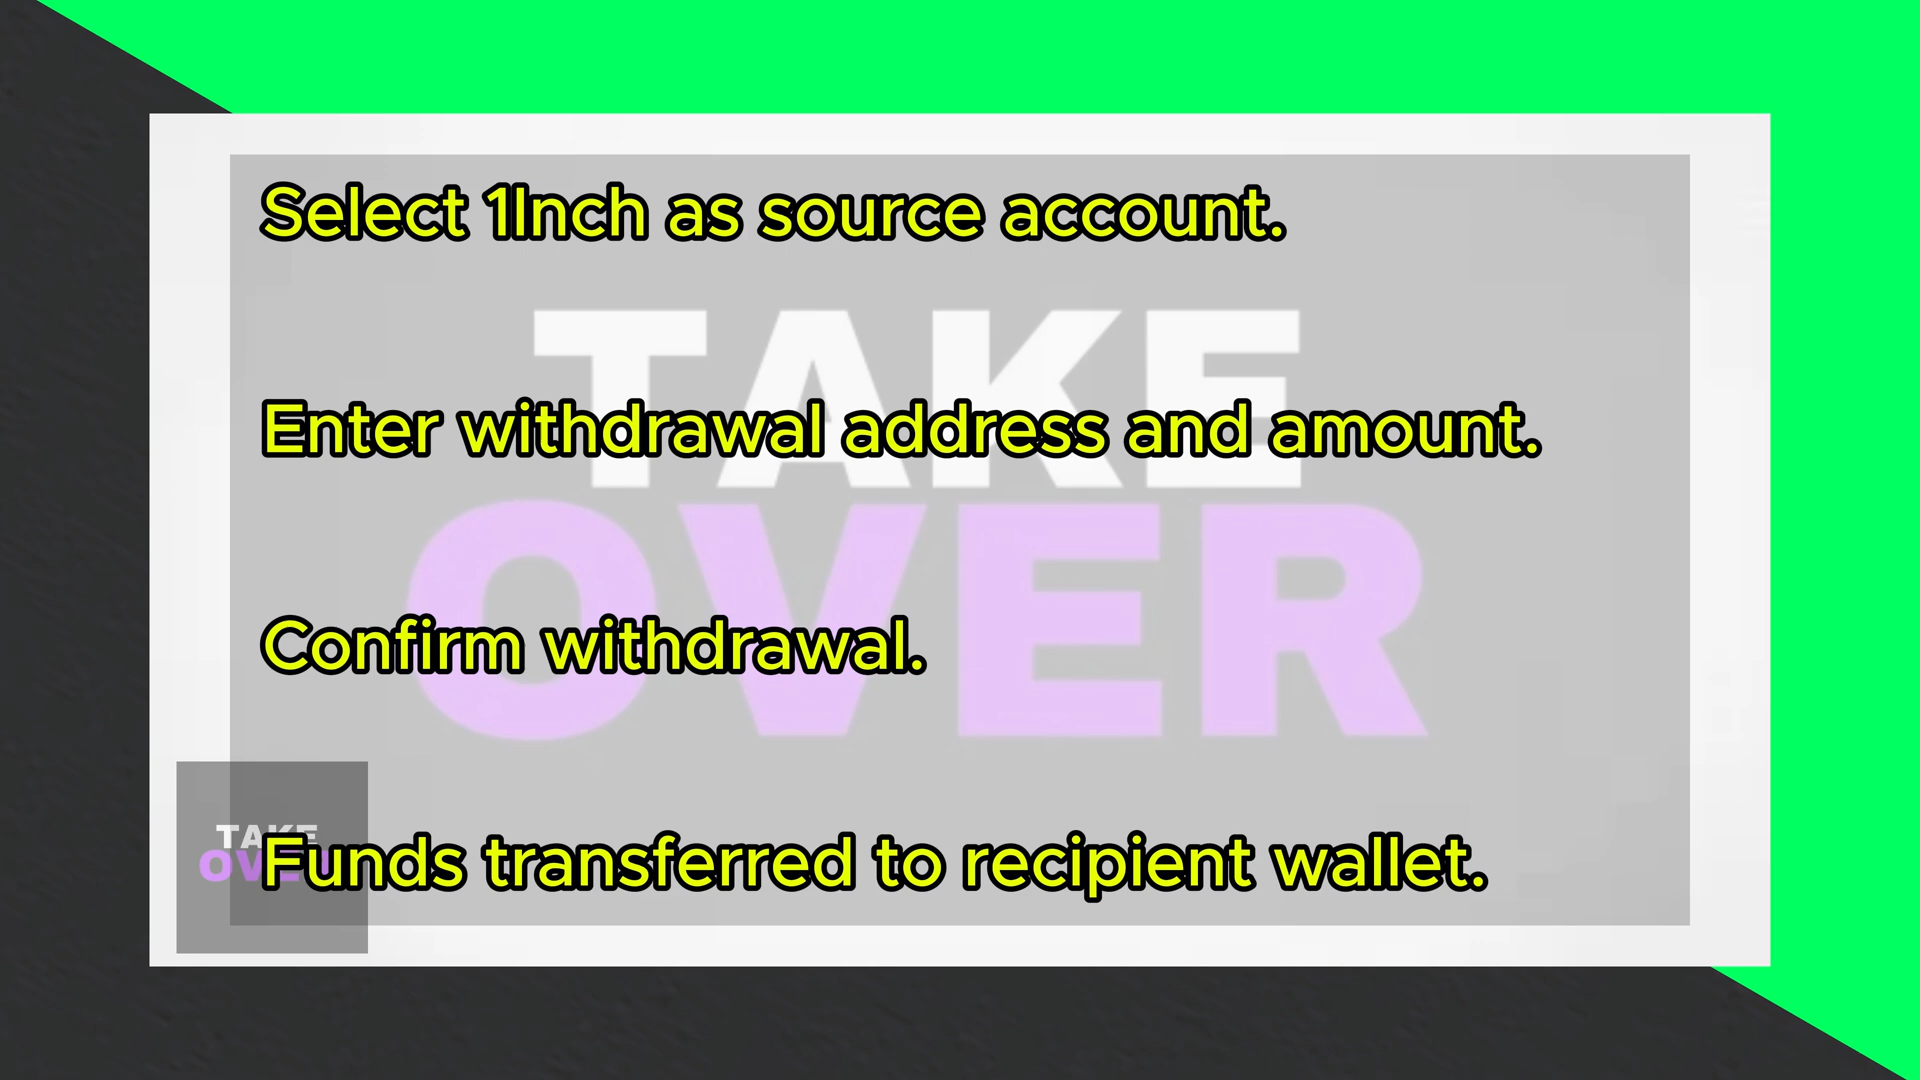 Select 1Inch as source account.
TAKE
Enter withdrawal address and amount.
OVER
Confirm withdrawal.
TAKE
OVER
Funds transferred to recipient wallet.